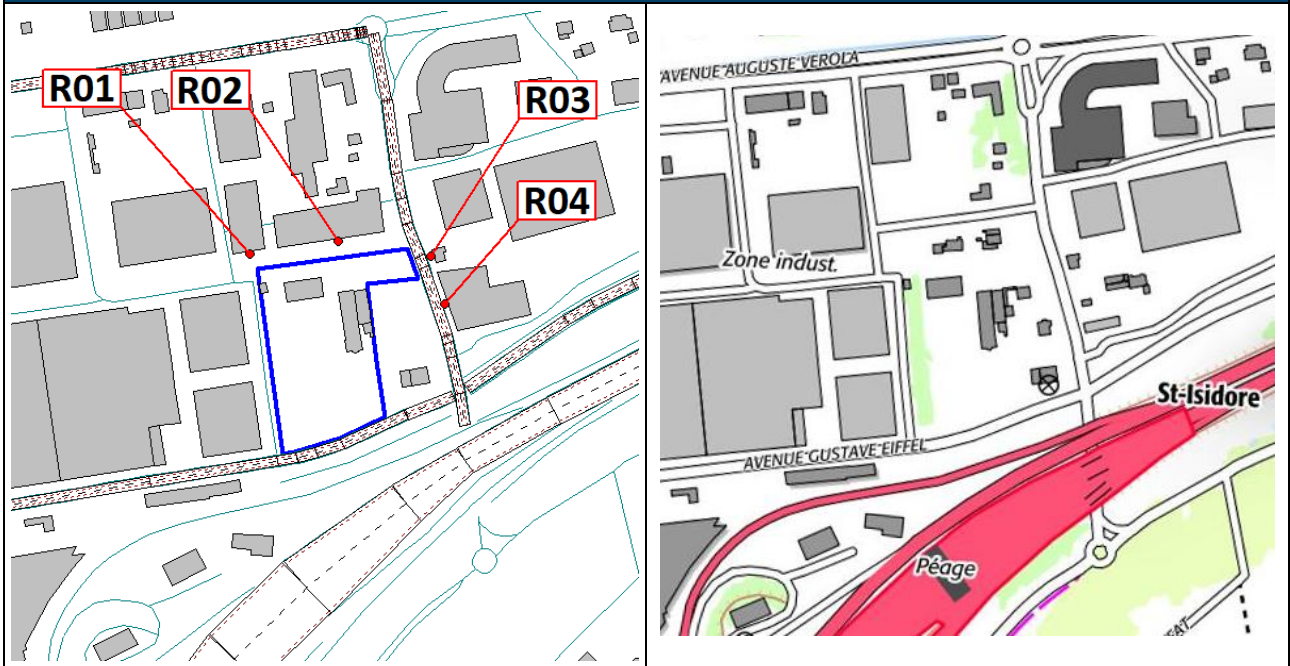 R01
R02
R03
R04
AVENUE AUGUSTE VEROLA
Zone indust.
St-Isidore
AVENUE GUSTAVE EIFFEL
Péage